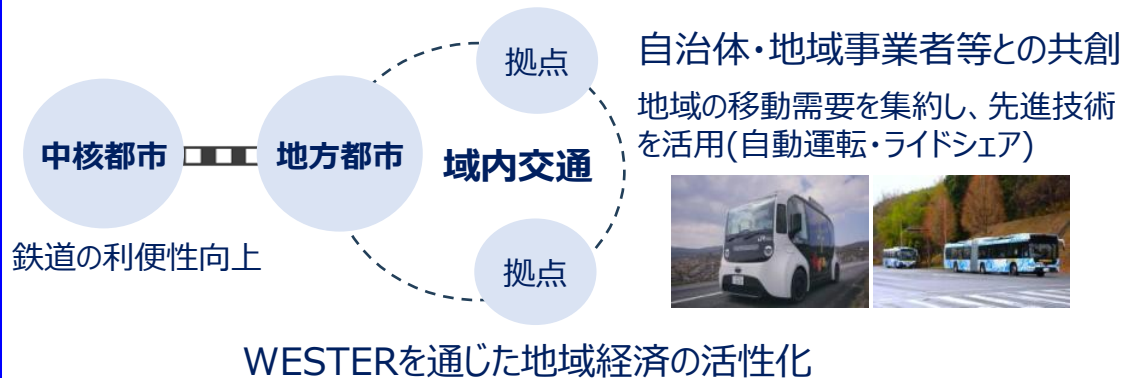 拠点
自治体・地域事業者等との共創
地域の移動需要を集約し、先進技術
を活用(自動運転・ライドシェア)
中核都市
地方都市
域内交通
鉄道の利便性向上
拠点
WESTERを通じた地域経済の活性化